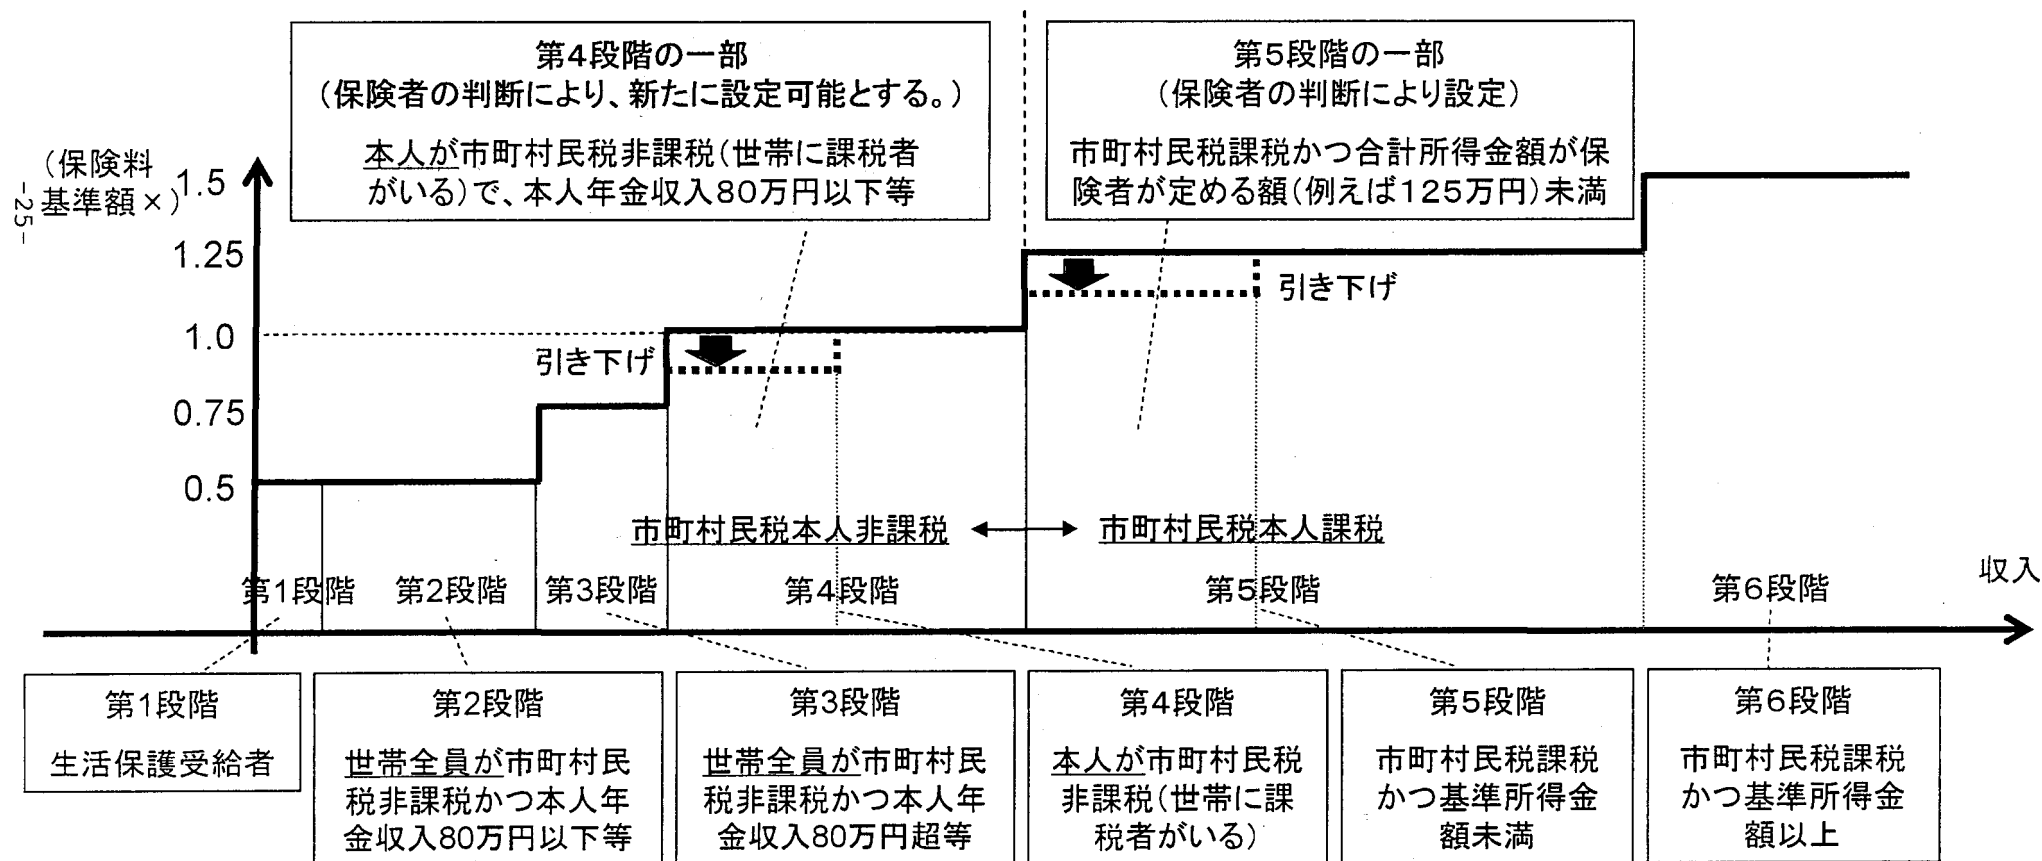 第4段階の一部
(保険者の判断により、新たに設定可能とする。)
本人が市町村民税非課税(世帯に課税者
がいる)で、本人年金収入80万円以下等
第5段階の一部
(保険者の判断により設定)
市町村民税課税かつ合計所得金額が保
険者が定める額(例えば125万円)未満
(保険料
基準額×)
-25-
1.5
1.25
1.0
0.75
0.5
引き下げ
引き下げ
市町村民税本人非課税
市町村民税本人課税
第1段階
第2段階
第3段階
第4段階
第5段階
第6段階
収入
第1段階
生活保護受給者
第2段階
世帯全員が市町村民
税非課税かつ本人年
金収入80万円以下等
第3段階
世帯全員が市町村民
税非課税かつ本人年
金収入80万円超等
第4段階
本人が市町村民税
非課税(世帯に課
税者がいる)
第5段階
市町村民税課税
かつ基準所得金
額未満
第6段階
市町村民税課税
かつ基準所得金
額以上